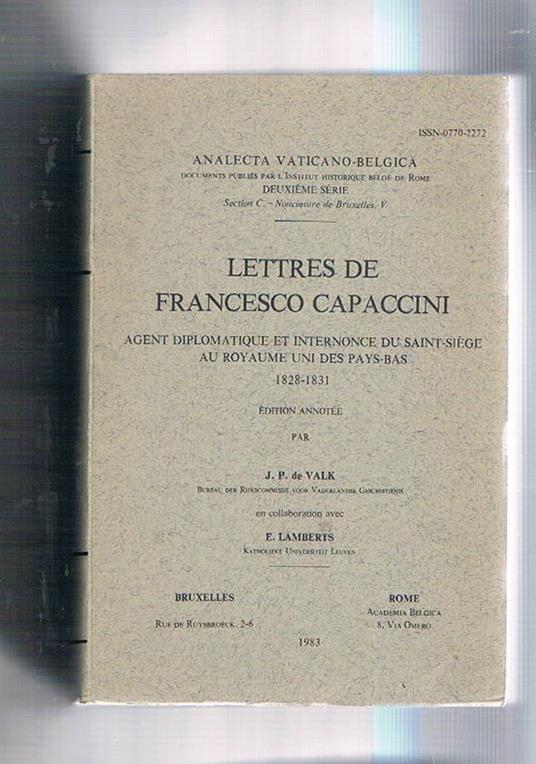 ISSN-0770-2272
ANALECTA VATICANO-BELGICA
DOCUMENTS PUBLIÉS PAR L'INSTITUT HISTORIQUE BELGE DE ROME
DEUXIÈME SÉRIE
Section C. – Nonciature de Bruxelles, V
LETTRES DE
FRANCESCO CAPACCINI
AGENT DIPLOMATIQUE ET INTERNONCE DU SAINT-SIÈGE
AU ROYAUME UNI DES PAYS-BAS
1828-1831
ÉDITION ANNOTÉE
PAR
J. P. de VALK
BUREAU DER RIJKSCOMMISSIE VOOR VADERLANDSE GESCHIEDENIS
en collaboration avec
E. LAMBERTS
KATHOLIEKE UNIVERSITEIT LEUVEN
BRUXELLES
RUE DE RUYSBROECK, 2-6
ROME
ACADEMIA BELGICA
8, VIA OMERO
1983